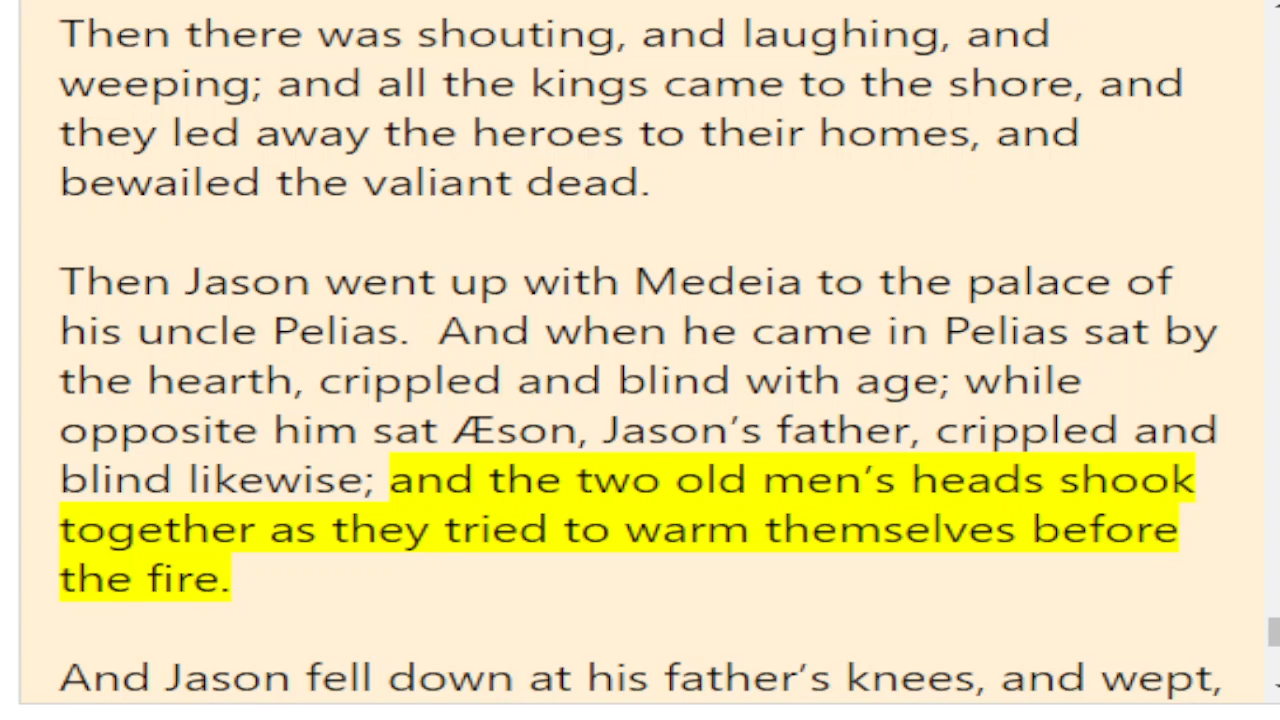 Then there was shouting, and laughing, and
weeping; and all the kings came to the shore, and
they led away the heroes to their homes, and
bewailed the valiant dead.
Then Jason went up with Medeia to the palace of
his uncle Pelias.  And when he came in Pelias sat by
the hearth, crippled and blind with age; while
opposite him sat Æson, Jason’s father, crippled and
blind likewise; and the two old men’s heads shook
together as they tried to warm themselves before
the fire.
And Jason fell down at his father’s knees, and wept,